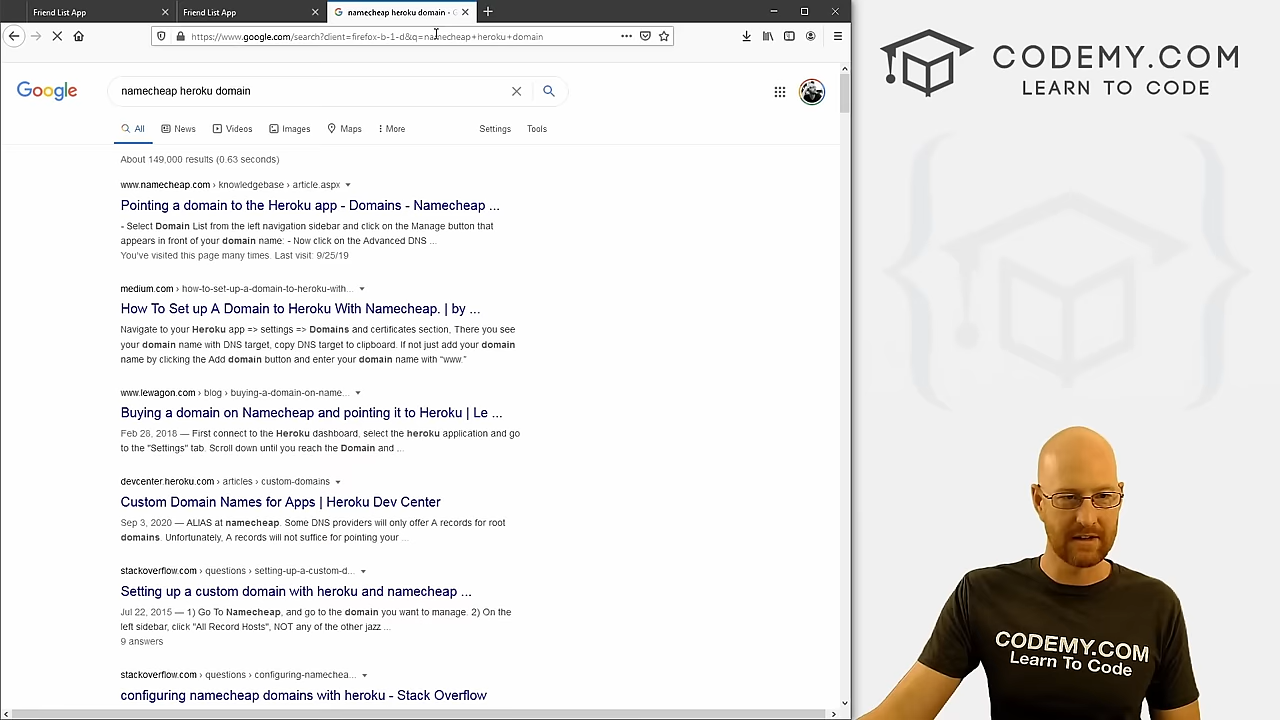 Friend List App
Friend List App
namecheap heroku domain - G
https://www.google.com/search?client=firefox-b-1-d&q=namecheap+heroku+domain
CODEMY.COM
LEARN TO CODE
Google
namecheap heroku domain
All
News
Videos
Images
Maps
More
Settings
Tools
About 149,000 results (0.63 seconds)
www.namecheap.com › knowledgebase › article.aspx
Pointing a domain to the Heroku app - Domains - Namecheap ...
- Select Domain List from the left navigation sidebar and click on the Manage button that
appears in front of your domain name: - Now click on the Advanced DNS ...
You've visited this page many times. Last visit: 9/25/19
medium.com › how-to-set-up-a-domain-to-heroku-with...
How To Set up A Domain to Heroku With Namecheap. | by ...
Navigate to your Heroku app => settings => Domains and certificates section, There you see
your domain name with DNS target, copy DNS target to clipboard. If not just add your domain
name by clicking the Add domain button and enter your domain name with "www."
www.lewagon.com › blog › buying-a-domain-on-name...
Buying a domain on Namecheap and pointing it to Heroku | Le ...
Feb 28, 2018 — First connect to the Heroku dashboard, select the heroku application and go
to the "Settings" tab. Scroll down until you reach the Domain and ...
devcenter.heroku.com › articles › custom-domains
Custom Domain Names for Apps | Heroku Dev Center
Sep 3, 2020 — ALIAS at namecheap. Some DNS providers will only offer A records for root
domains. Unfortunately, A records will not suffice for pointing your ...
stackoverflow.com › questions › setting-up-a-custom-d...
Setting up a custom domain with heroku and namecheap ...
Jul 22, 2015 — 1) Go To Namecheap, and go to the domain you want to manage. 2) On the
left sidebar, click "All Record Hosts", NOT any of the other jazz ...
9 answers
stackoverflow.com › questions › configuring-namechea...
configuring namecheap domains with heroku - Stack Overflow
CODEMY.COM
Learn To Code